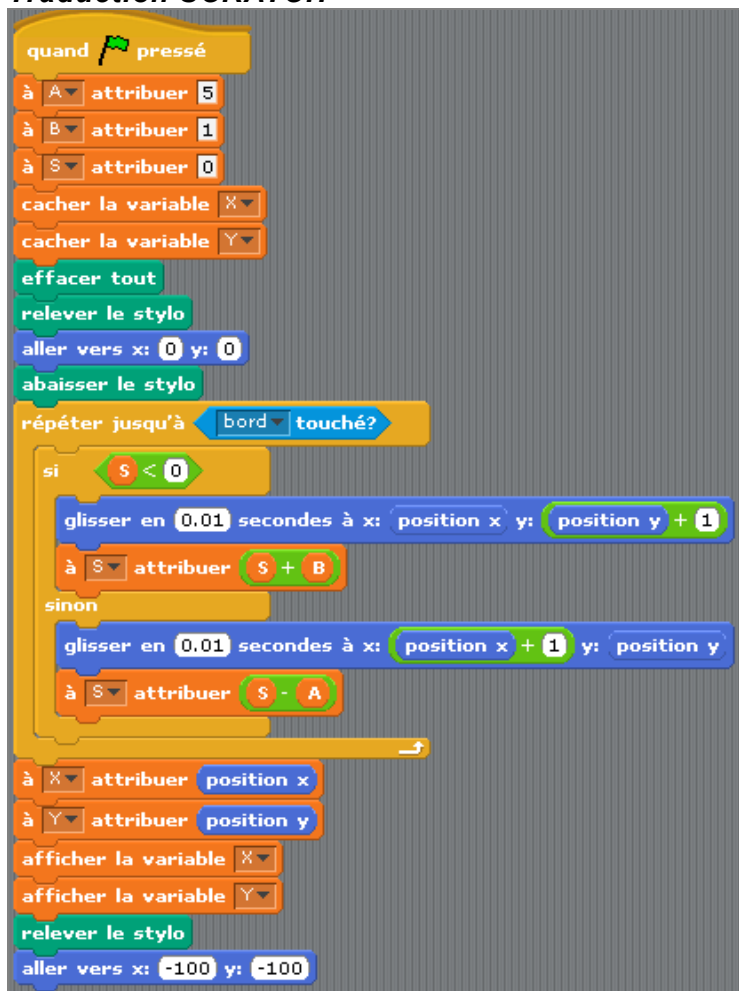 Traduction SCRATCH
quand pressé
à A attribuer 5
à B attribuer 1
à S attribuer 0
cacher la variable X
cacher la variable Y
effacer tout
relever le stylo
aller vers x: 0 y: 0
abaisser le stylo
répéter jusqu'à bord touché?
si S < 0
glisser en 0.01 secondes à x: position x y: position y + 1
à S attribuer S + B
sinon
glisser en 0.01 secondes à x: position x + 1 y: position y
à S attribuer S - A
à X attribuer position x
à Y attribuer position y
afficher la variable X
afficher la variable Y
relever le stylo
aller vers x: -100 y: -100